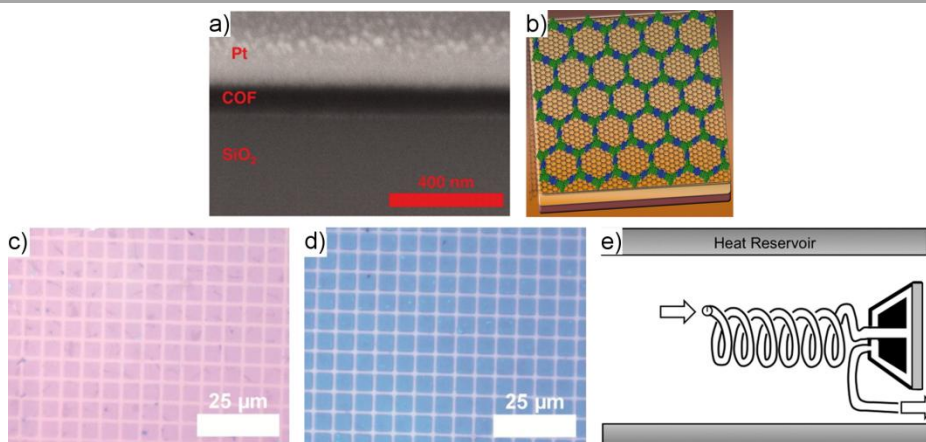 a)
Pt
COF
SiO₂
400 nm
b)
c)
25 µm
d)
25 µm
e)
Heat Reservoir